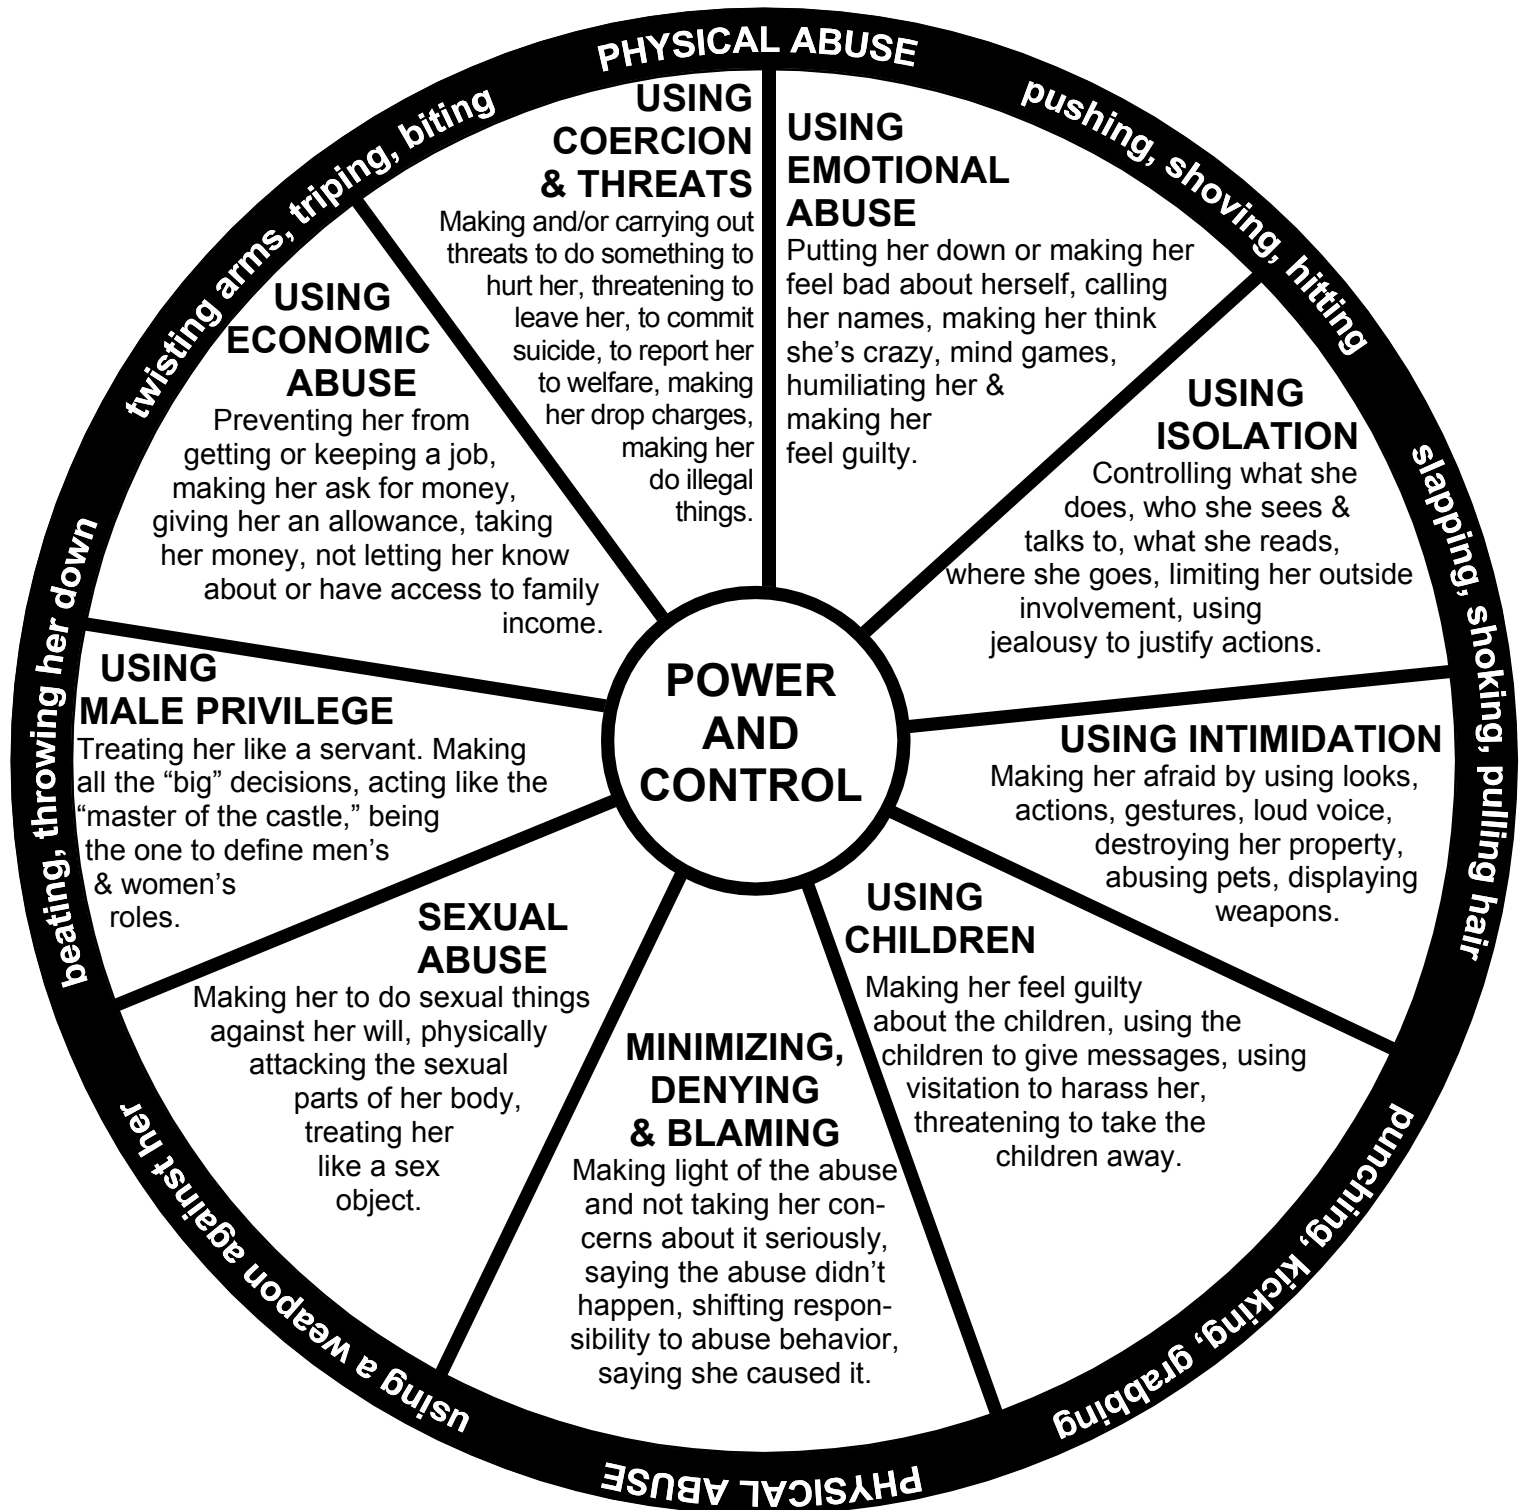 PHYSICAL ABUSE
pushing, shoving, hitting
slapping, shoking, pulling hair
punching, kicking, grabbing
PHYSICAL ABUSE
using a weapon against her
beating, throwing her down
twisting arms, triping, biting
POWER
AND
CONTROL
USING
EMOTIONAL
ABUSE
Putting her down or making her
feel bad about herself, calling
her names, making her think
she’s crazy, mind games,
humiliating her &
making her
feel guilty.
USING
ISOLATION
Controlling what she
does, who she sees &
talks to, what she reads,
where she goes, limiting her outside
involvement, using
jealousy to justify actions.
USING INTIMIDATION
Making her afraid by using looks,
actions, gestures, loud voice,
destroying her property,
abusing pets, displaying
weapons.
USING
CHILDREN
Making her feel guilty
about the children, using the
children to give messages, using
visitation to harass her,
threatening to take the
children away.
MINIMIZING,
DENYING
& BLAMING
Making light of the abuse
and not taking her con-
cerns about it seriously,
saying the abuse didn’t
happen, shifting respon-
sibility to abuse behavior,
saying she caused it.
SEXUAL
ABUSE
Making her to do sexual things
against her will, physically
attacking the sexual
parts of her body,
treating her
like a sex
object.
USING
MALE PRIVILEGE
Treating her like a servant. Making
all the “big” decisions, acting like the
“master of the castle,” being
the one to define men’s
& women’s
roles.
USING
ECONOMIC
ABUSE
Preventing her from
getting or keeping a job,
making her ask for money,
giving her an allowance, taking
her money, not letting her know
about or have access to family
income.
USING
COERCION
& THREATS
Making and/or carrying out
threats to do something to
hurt her, threatening to
leave her, to commit
suicide, to report her
to welfare, making
her drop charges,
making her
do illegal
things.